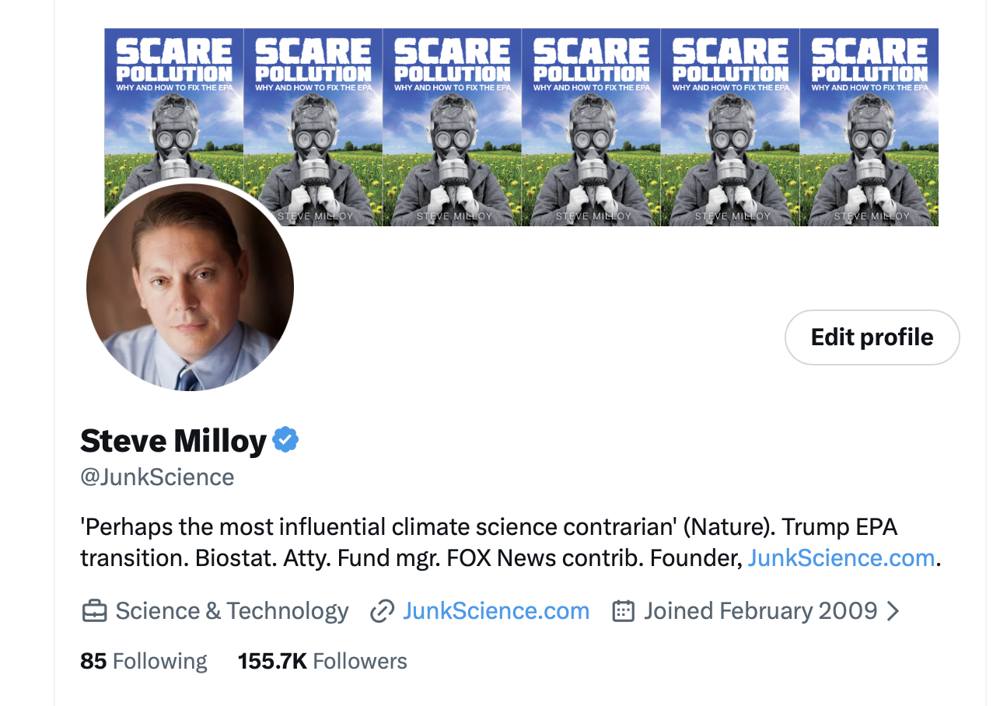 SCARE SCARE SCARE SCARE SCARE SCARE
POLLUTION POLLUTION POLLUTION POLLUTION POLLUTION POLLUTION
WHY AND HOW TO FIX THE EPA WHY AND HOW TO FIX THE EPA WHY AND HOW TO FIX THE EPA WHY AND HOW TO FIX THE EPA WHY AND HOW TO FIX THE EPA WHY AND HOW TO FIX THE EPA
STEVE MILLOY STEVE MILLOY STEVE MILLOY STEVE MILLOY STEVE MILLOY
Edit profile
Steve Milloy
@JunkScience
'Perhaps the most influential climate science contrarian' (Nature). Trump EPA
transition. Biostat. Atty. Fund mgr. FOX News contrib. Founder, JunkScience.com.
Science & Technology JunkScience.com Joined February 2009
85 Following 155.7K Followers